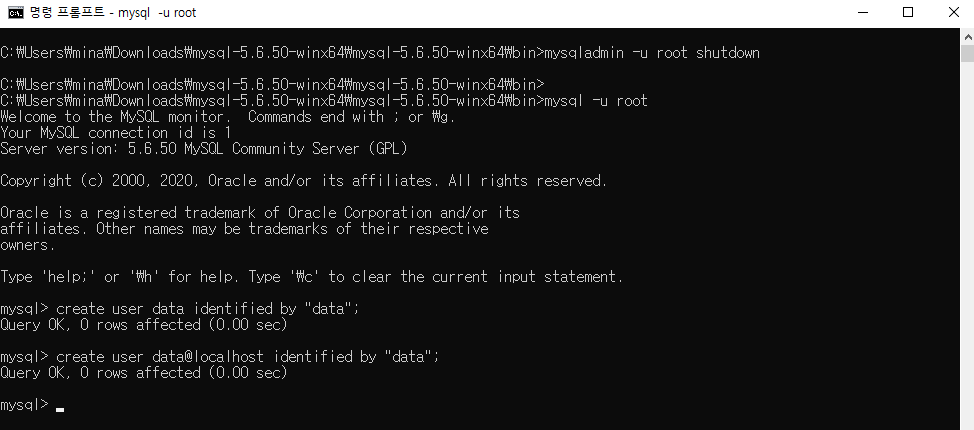 명령 프롬프트 - mysql  -u root
C:₩Users₩mina₩Downloads₩mysql-5.6.50-winx64₩mysql-5.6.50-winx64₩bin>mysqladmin -u root shutdown
C:₩Users₩mina₩Downloads₩mysql-5.6.50-winx64₩mysql-5.6.50-winx64₩bin>
C:₩Users₩mina₩Downloads₩mysql-5.6.50-winx64₩mysql-5.6.50-winx64₩bin>mysql -u root
Welcome to the MySQL monitor.  Commands end with ; or ₩g.
Your MySQL connection id is 1
Server version: 5.6.50 MySQL Community Server (GPL)
Copyright (c) 2000, 2020, Oracle and/or its affiliates. All rights reserved.
Oracle is a registered trademark of Oracle Corporation and/or its
affiliates. Other names may be trademarks of their respective
owners.
Type 'help;' or '₩h' for help. Type '₩c' to clear the current input statement.
mysql> create user data identified by "data";
Query OK, 0 rows affected (0.00 sec)
mysql> create user data@localhost identified by "data";
Query OK, 0 rows affected (0.00 sec)
mysql>